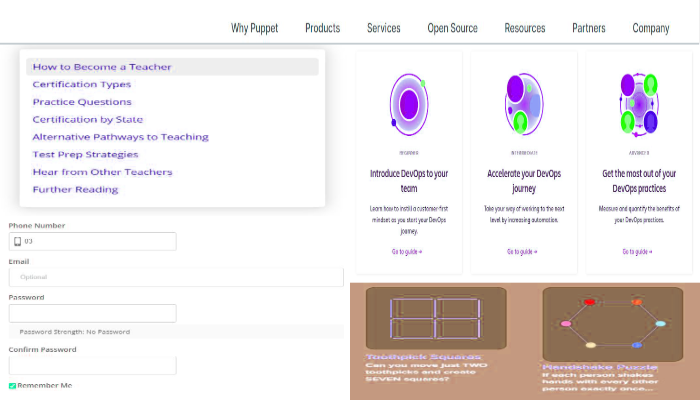 Why Puppet Products Services Open Source Resources Partners Company
How to Become a Teacher
Certification Types
Practice Questions
Certification by State
Alternative Pathways to Teaching
Test Prep Strategies
Hear from Other Teachers
Further Reading
Phone Number
03
Email
Optional
Password
Password Strength: No Password
Confirm Password
Remember Me
BEGINNER
Introduce DevOps to your
team
Learn how to instill a customer-first
mindset as you start your DevOps
journey.
Go to guide
INTERMEDIATE
Accelerate your DevOps
journey
Take your way of working to the next
level by increasing automation.
Go to guide
ADVANCED
Get the most out of your
DevOps practices
Measure and quantify the benefits of
your DevOps practices.
Go to guide
Toothpick Squares
Can you move just TWO
toothpicks and create
SEVEN squares?
Handshake Puzzle
If each person shakes
hands with every other
person exactly once...